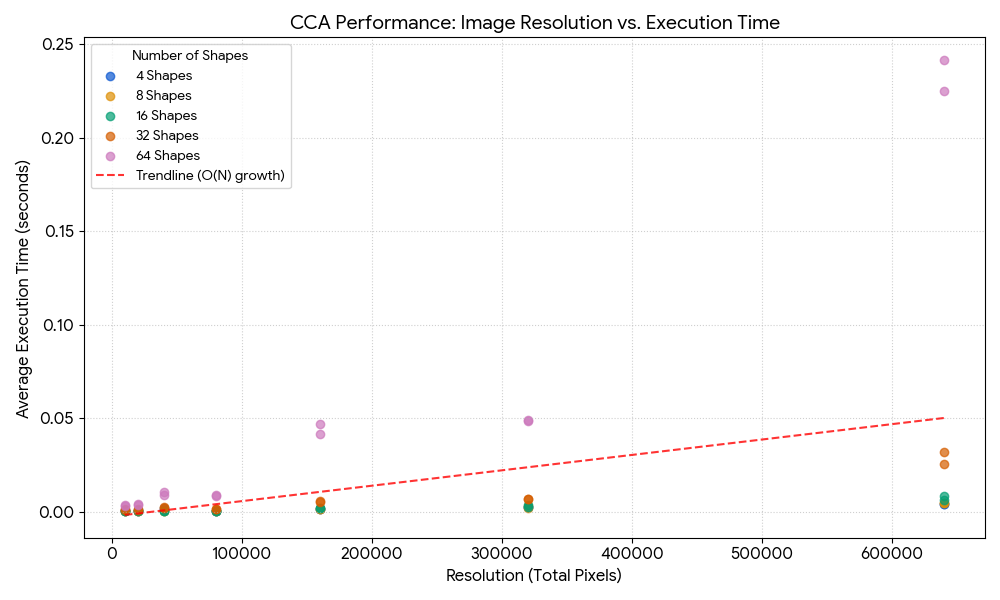 CCA Performance: Image Resolution vs. Execution Time
Number of Shapes
4 Shapes
8 Shapes
16 Shapes
32 Shapes
64 Shapes
Trendline (O(N) growth)
Average Execution Time (seconds)
0.25
0.20
0.15
0.10
0.05
0.00
0
100000
200000
300000
400000
500000
600000
Resolution (Total Pixels)